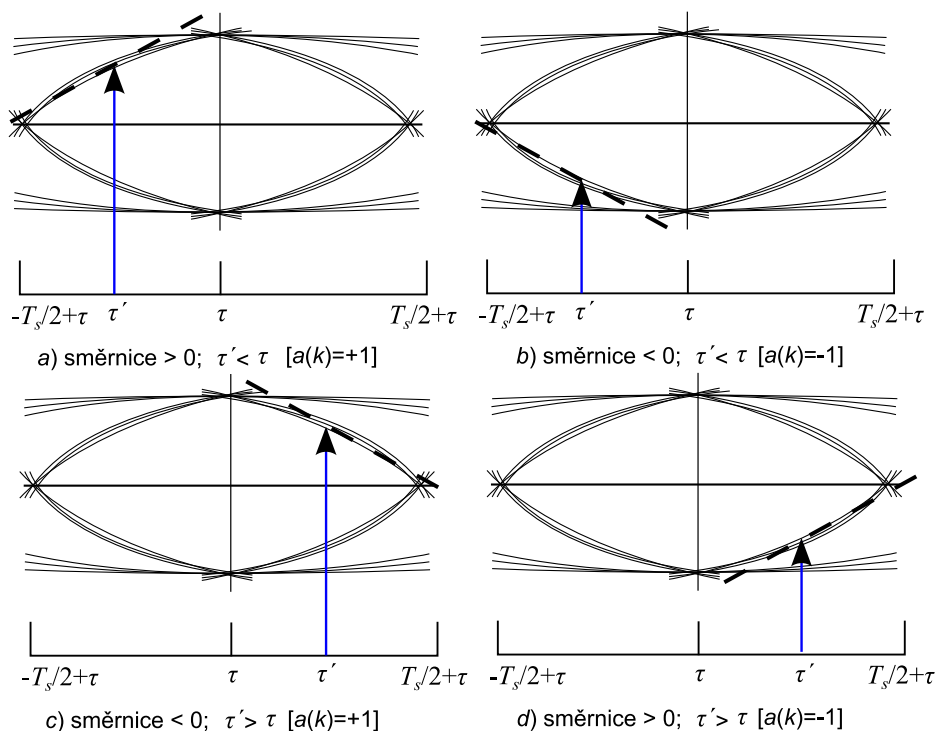 -Tₛ/2+τ τ´ τ Tₛ/2+τ
-Tₛ/2+τ τ´ τ Tₛ/2+τ
a) směrnice > 0; τ´< τ [a(k)=+1]
b) směrnice < 0; τ´< τ [a(k)=-1]
-Tₛ/2+τ τ τ´ Tₛ/2+τ
-Tₛ/2+τ τ τ´ Tₛ/2+τ
c) směrnice < 0; τ´> τ [a(k)=+1]
d) směrnice > 0; τ´> τ [a(k)=-1]